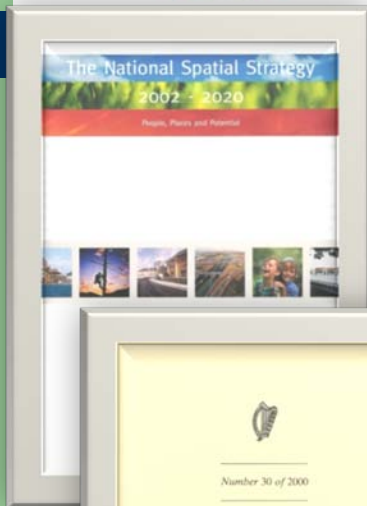 The National Spatial Strategy
2002 - 2020
People, Places and Potential
Number 30 of 2000